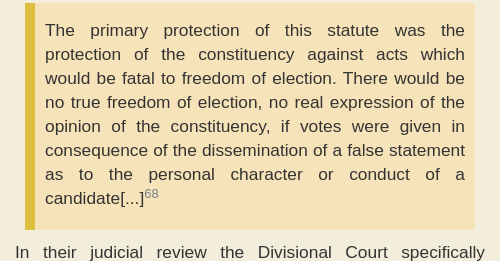 The primary protection of this statute was the
protection of the constituency against acts which
would be fatal to freedom of election. There would be
no true freedom of election, no real expression of the
opinion of the constituency, if votes were given in
consequence of the dissemination of a false statement
as to the personal character or conduct of a
candidate[...]68
In their judicial review the Divisional Court specifically